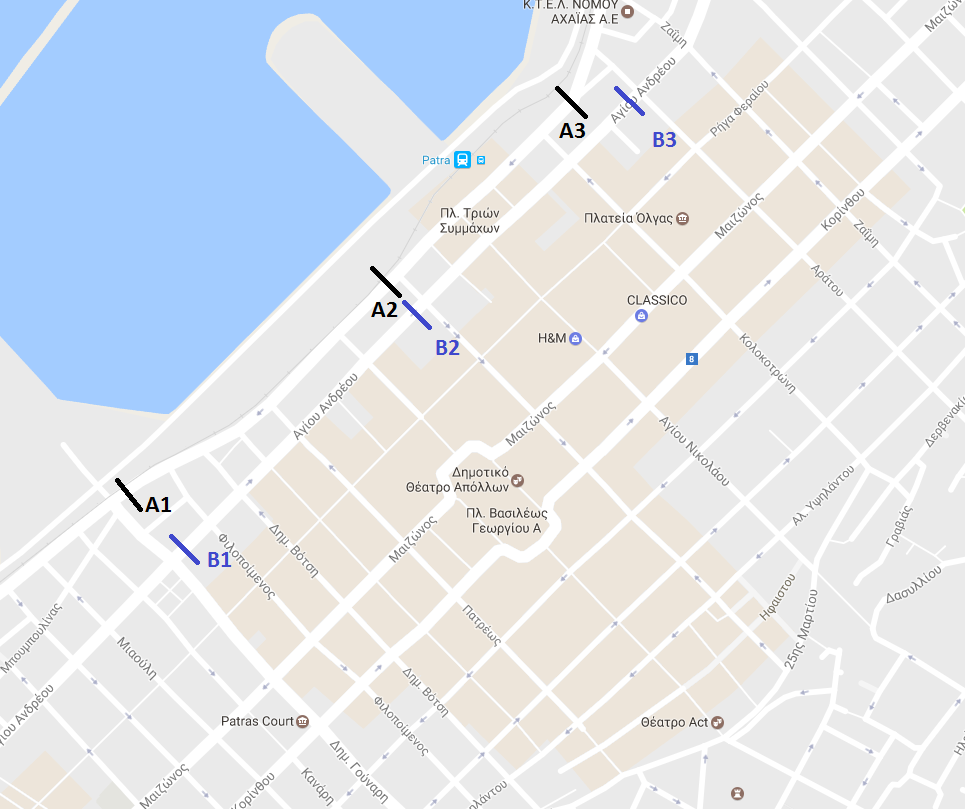 Κ.Τ.Ε.Λ. ΝΟΜΟΥ
ΑΧΑΪΑΣ Α.Ε
Ζαΐμη
Μαιζώνος
Αγίου Ανδρέου
A3
B3
Ρήγα Φεραίου
Patra
Πλ. Τριών
Συμμάχων
Πλατεία Όλγας
Μαιζώνος
Κορίνθου
Ζαΐμη
Αράτου
A2
B2
CLASSICO
H&M
8
Κολοκοτρώνη
Αγίου Ανδρέου
Μαιζώνος
Αγίου Νικολάου
Δερβενακίων
Δημοτικό
Θέατρο Απόλλων
Πλ. Βασιλέως
Γεωργίου Α
Αλ. Υψηλάντου
Γραβιάς
A1
B1
Φιλοποίμενος
Δημ. Βότση
Μαιζώνος
Δασυλλίου
Ηφαίστου
25ης Μαρτίου
Μπουμπουλίνας
Μιαούλη
Πατρέως
Δημ. Βότση
Φιλοποίμενος
Patras Court
Θέατρο Act
Δημ. Γούναρη
Κανάρη
Μαιζώνος
Κορίνθου